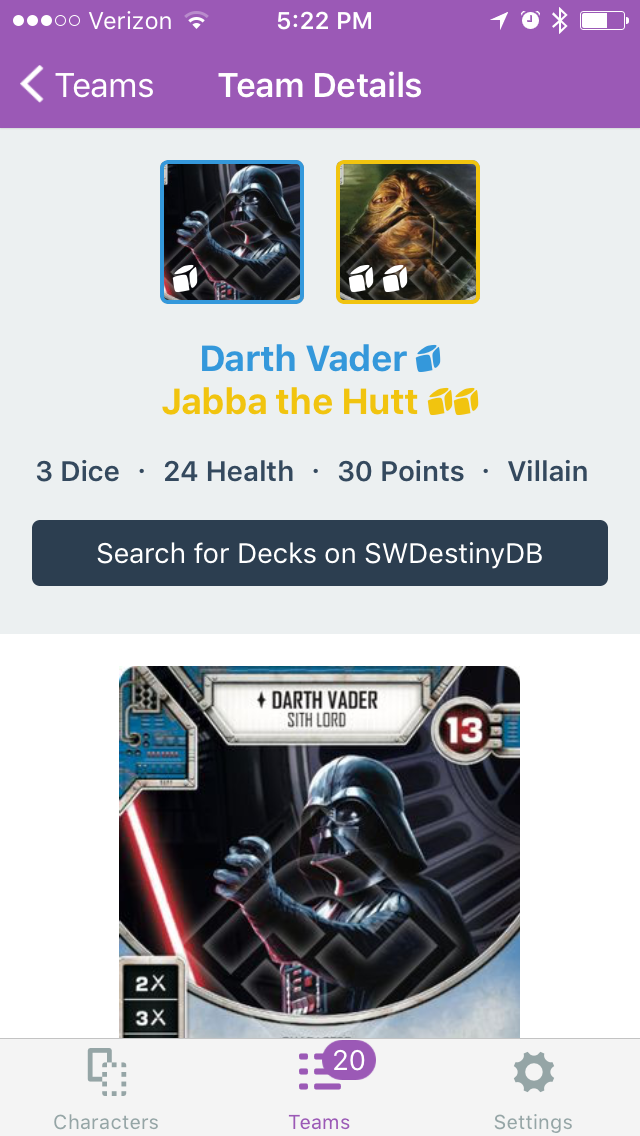 Verizon 5:22 PM
Teams Team Details
Darth Vader
Jabba the Hutt
3 Dice · 24 Health · 30 Points · Villain
Search for Decks on SWDestinyDB
DARTH VADER
SITH LORD
13
2X
3X
20
Characters Teams Settings